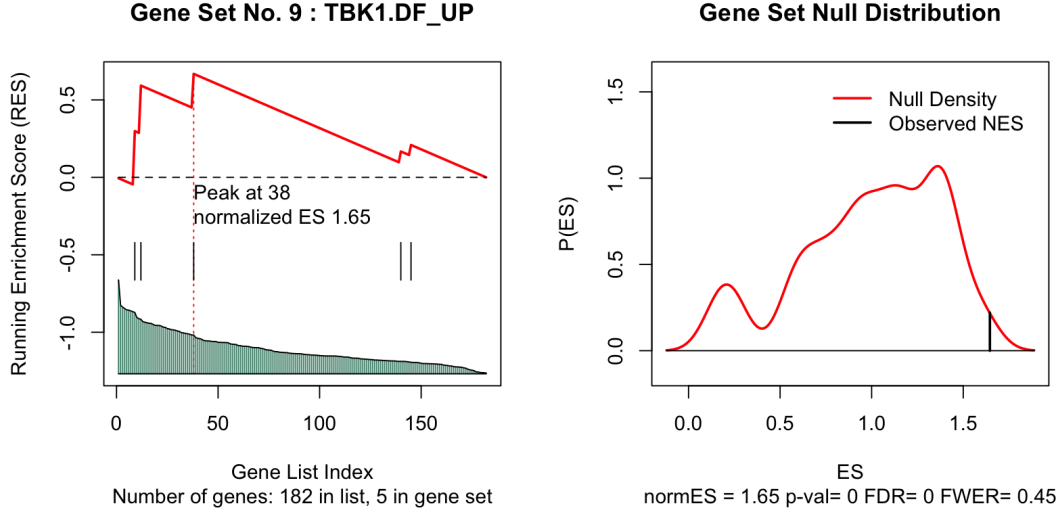 Gene Set No. 9 : TBK1.DF_UP
Running Enrichment Score (RES)
0.5
0.0
-0.5
-1.0
Peak at 38
normalized ES 1.65
0 50 100 150
Gene List Index
Number of genes: 182 in list, 5 in gene set
Gene Set Null Distribution
P(ES)
1.5
1.0
0.5
0.0
Null Density
Observed NES
0.0 0.5 1.0 1.5
ES
normES = 1.65 p-val= 0 FDR= 0 FWER= 0.45